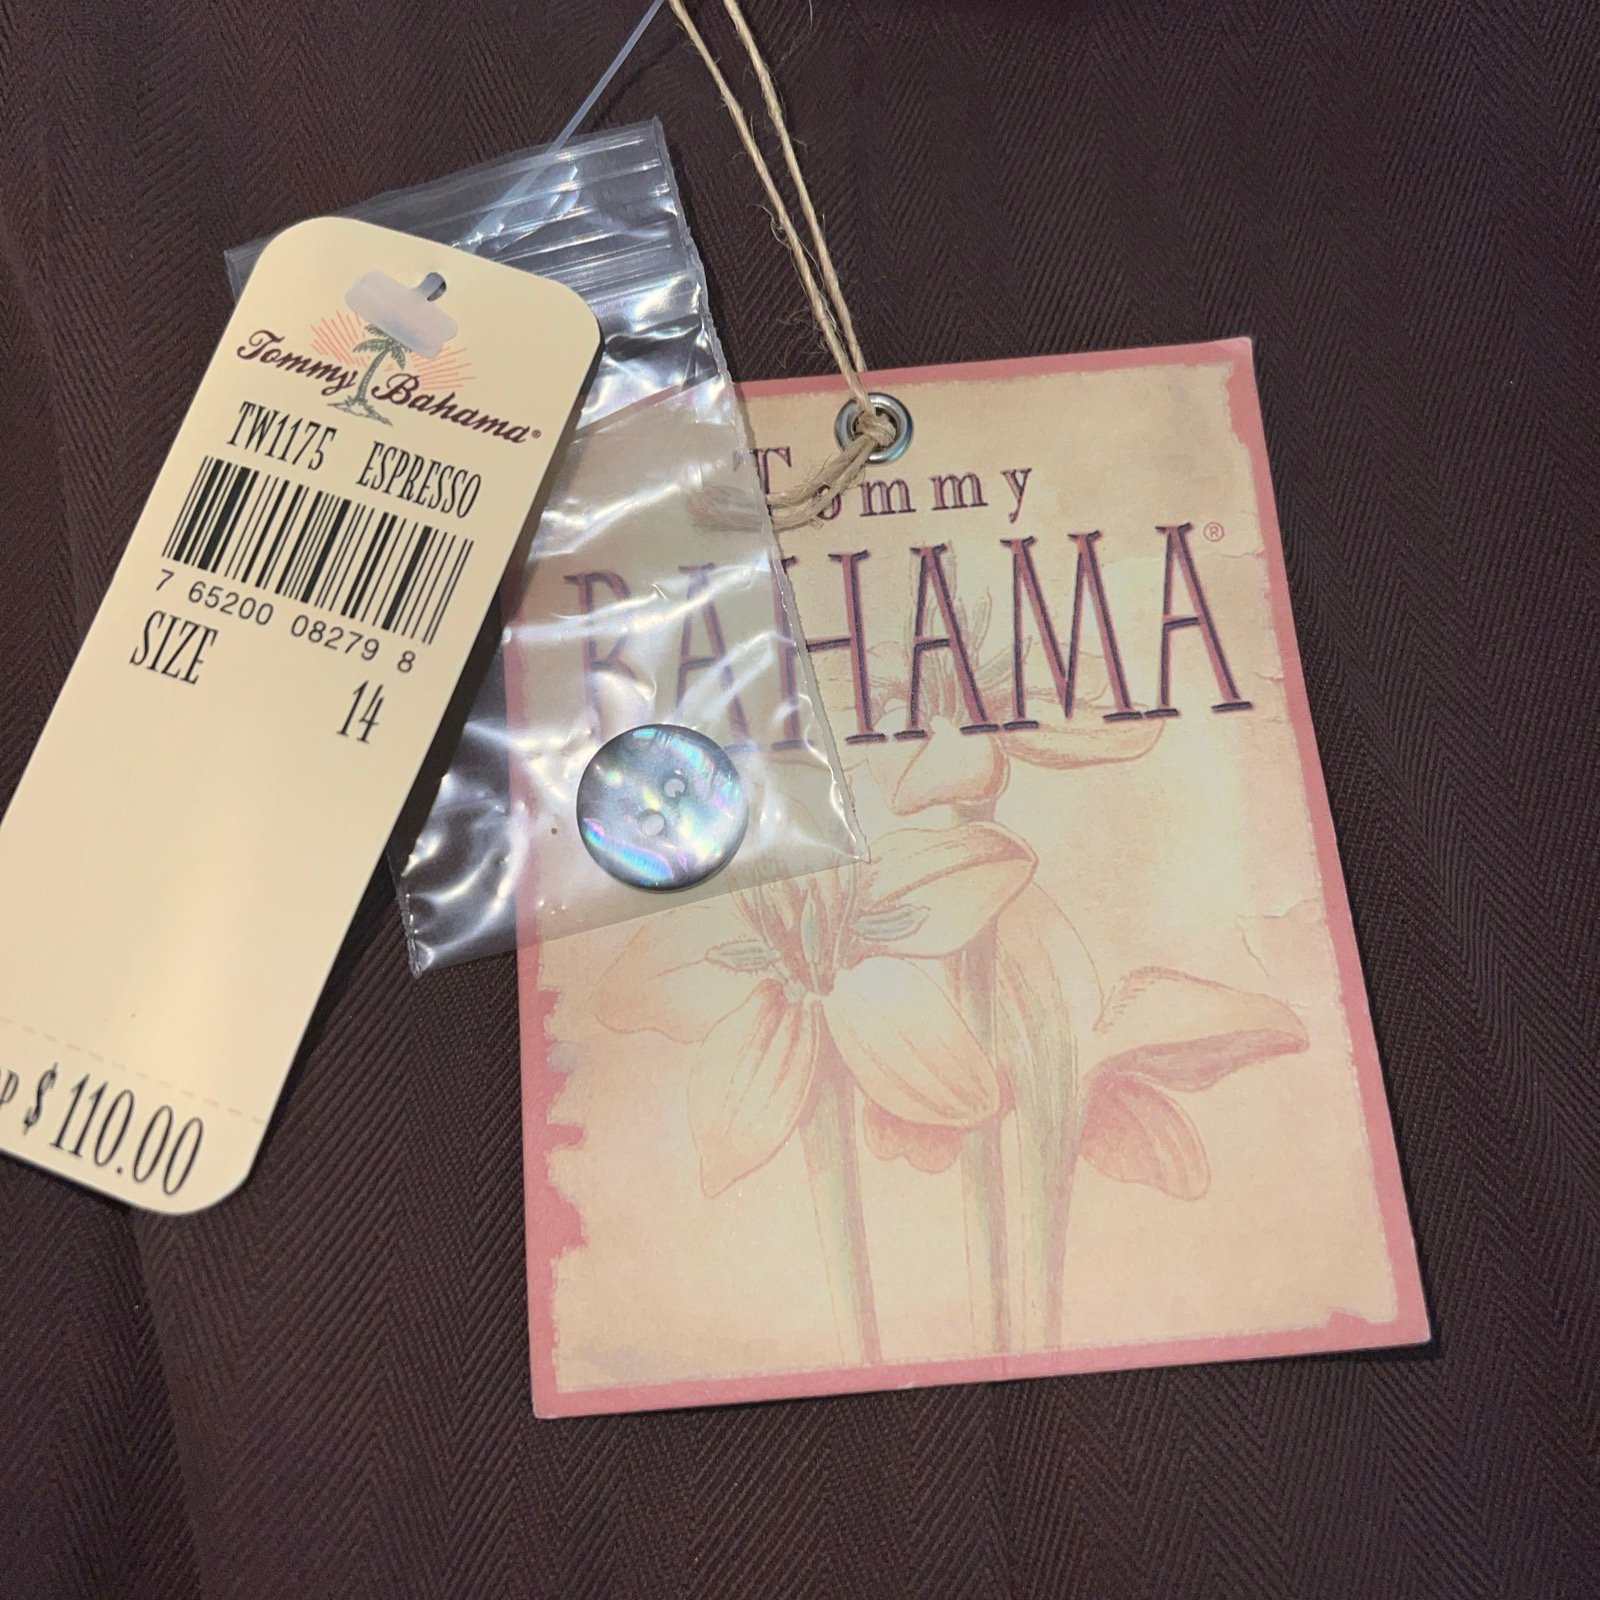 Tommy Bahama®
TW1175 ESPRESSO
7 65200 08279 8
SIZE
14
$110.00
Tommy
BAHAMA®